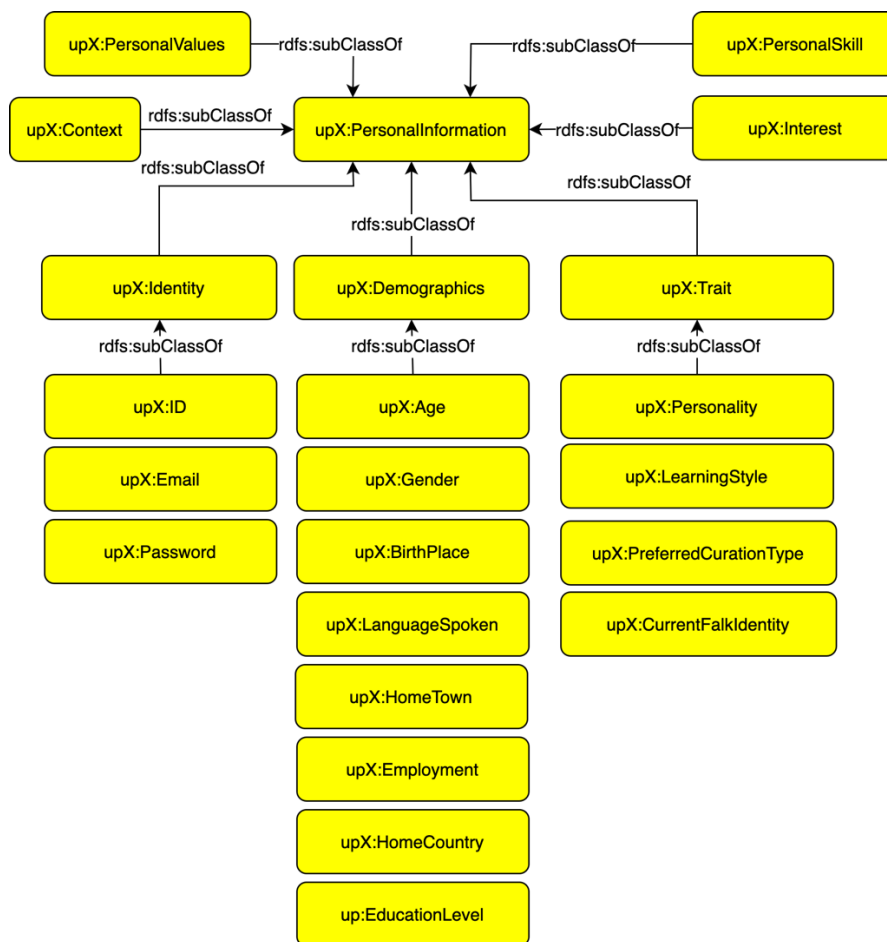 upX:PersonalValues
rdfs:subClassOf
rdfs:subClassOf
upX:PersonalSkill
upX:Context
rdfs:subClassOf
upX:PersonalInformation
rdfs:subClassOf
upX:Interest
rdfs:subClassOf
rdfs:subClassOf
rdfs:subClassOf
upX:Identity
upX:Demographics
upX:Trait
rdfs:subClassOf
rdfs:subClassOf
rdfs:subClassOf
upX:ID
upX:Age
upX:Personality
upX:Email
upX:Gender
upX:LearningStyle
upX:Password
upX:BirthPlace
upX:PreferredCurationType
upX:LanguageSpoken
upX:CurrentFalkIdentity
upX:HomeTown
upX:Employment
upX:HomeCountry
up:EducationLevel